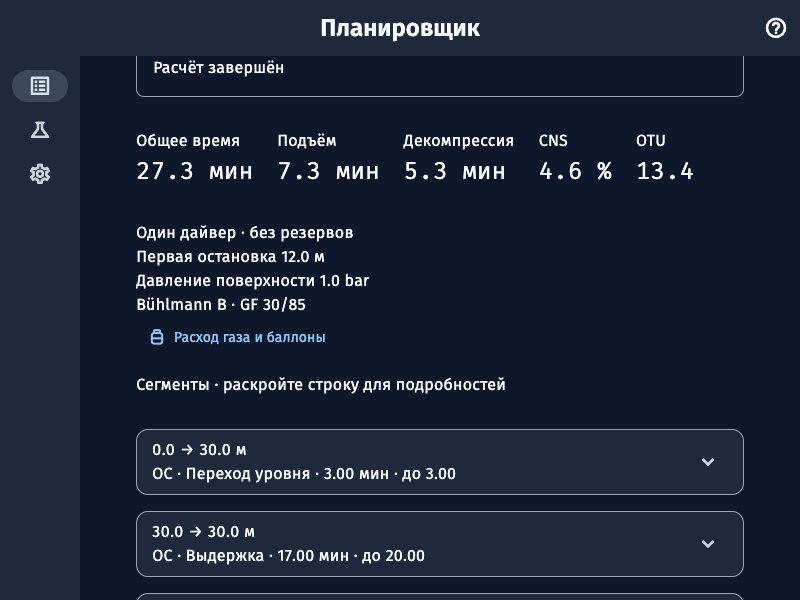 Планировщик
Расчёт завершён
Общее время
27.3 мин
Подъём
7.3 мин
Декомпрессия
5.3 мин
CNS
4.6 %
OTU
13.4
Один дайвер · без резервов
Первая остановка 12.0 м
Давление поверхности 1.0 bar
Bühlmann B · GF 30/85
Расход газа и баллоны
Сегменты · раскройте строку для подробностей
0.0 → 30.0 м
ОС · Переход уровня · 3.00 мин · до 3.00
30.0 → 30.0 м
ОС · Выдержка · 17.00 мин · до 20.00